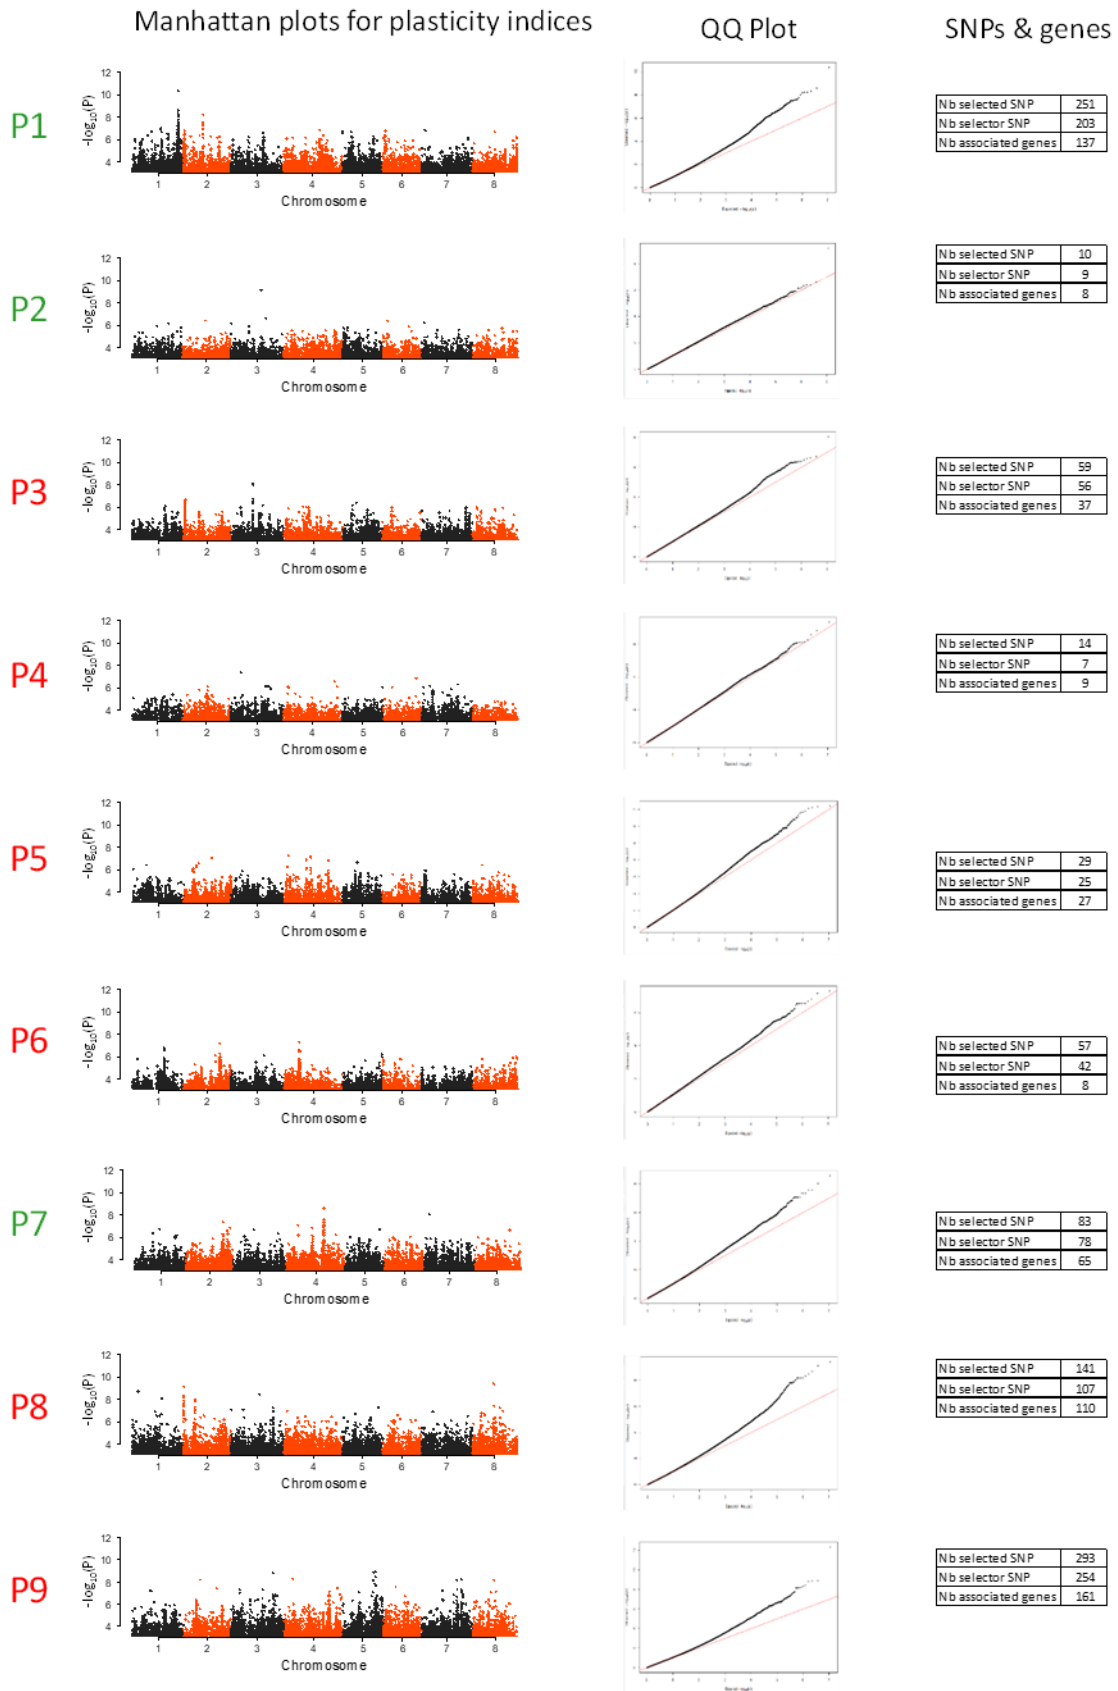 Manhattan plots for plasticity indices
QQ Plot
SNPs & genes
P1
-log10(P)
12
10
8
6
4
1 2 3 4 5 6 7 8
Chromosome
Nb selected SNP 251
Nb selector SNP 203
Nb associated genes 137
P2
-log10(P)
12
10
8
6
4
1 2 3 4 5 6 7 8
Chromosome
Nb selected SNP 10
Nb selector SNP 9
Nb associated genes 8
P3
-log10(P)
12
10
8
6
4
1 2 3 4 5 6 7 8
Chromosome
Nb selected SNP 59
Nb selector SNP 56
Nb associated genes 37
P4
-log10(P)
12
10
8
6
4
1 2 3 4 5 6 7 8
Chromosome
Nb selected SNP 14
Nb selector SNP 7
Nb associated genes 9
P5
-log10(P)
12
10
8
6
4
1 2 3 4 5 6 7 8
Chromosome
Nb selected SNP 29
Nb selector SNP 25
Nb associated genes 27
P6
-log10(P)
12
10
8
6
4
1 2 3 4 5 6 7 8
Chromosome
Nb selected SNP 57
Nb selector SNP 42
Nb associated genes 8
P7
-log10(P)
12
10
8
6
4
1 2 3 4 5 6 7 8
Chromosome
Nb selected SNP 83
Nb selector SNP 78
Nb associated genes 65
P8
-log10(P)
12
10
8
6
4
1 2 3 4 5 6 7 8
Chromosome
Nb selected SNP 141
Nb selector SNP 107
Nb associated genes 110
P9
-log10(P)
12
10
8
6
4
1 2 3 4 5 6 7 8
Chromosome
Nb selected SNP 293
Nb selector SNP 254
Nb associated genes 161